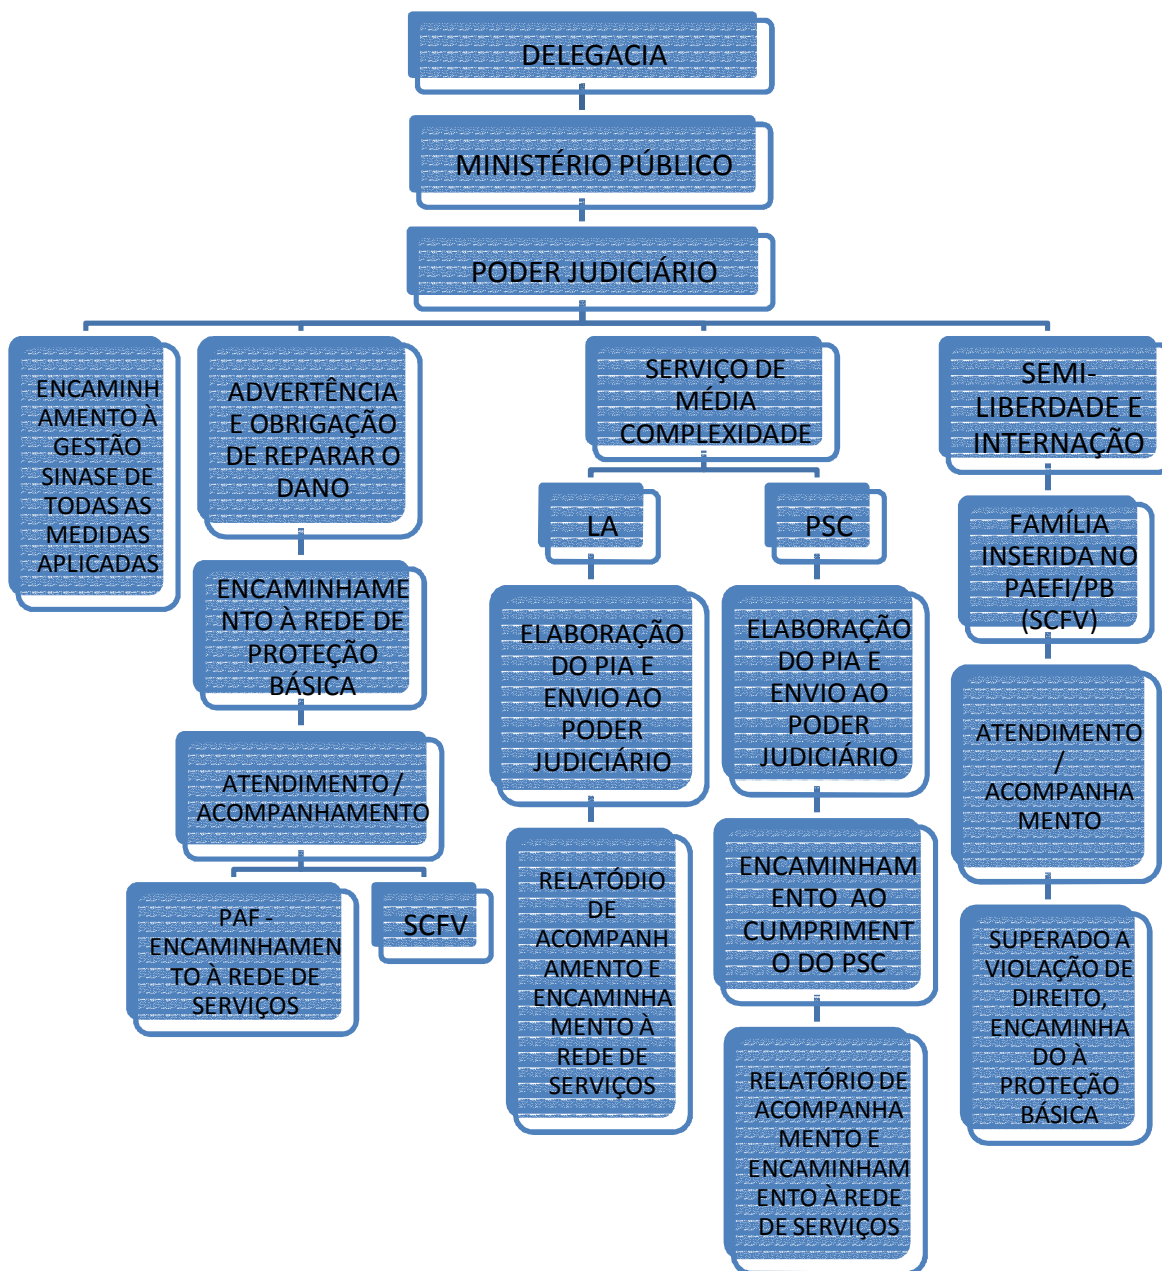 DELEGACIA
MINISTÉRIO PÚBLICO
PODER JUDICIÁRIO
ENCAMINH
AMENTO À
GESTÃO
SINASE DE
TODAS AS
MEDIDAS
APLICADAS
ADVERTÊNCIA
E OBRIGAÇÃO
DE REPARAR O
DANO
ENCAMINHAME
NTO À REDE DE
PROTEÇÃO
BÁSICA
ATENDIMENTO /
ACOMPANHAMENTO
PAF -
ENCAMINHAMEN
TO À REDE DE
SERVIÇOS
SCFV
SERVIÇO DE
MÉDIA
COMPLEXIDADE
LA
ELABORAÇÃO
DO PIA E
ENVIO AO
PODER
JUDICIÁRIO
RELATÓDIO
DE
ACOMPANH
AMENTO E
ENCAMINHA
MENTO À
REDE DE
SERVIÇOS
PSC
ELABORAÇÃO
DO PIA E
ENVIO AO
PODER
JUDICIÁRIO
ENCAMINHAM
ENTO AO
CUMPRIMENT
O DO PSC
RELATÓRIO DE
ACOMPANHA
MENTO E
ENCAMINHAM
ENTO À REDE
DE SERVIÇOS
SEMI-
LIBERDADE E
INTERNAÇÃO
FAMÍLIA
INSERIDA NO
PAEFI/PB
(SCFV)
ATENDIMENTO
/
ACOMPANHA
MENTO
SUPERADO A
VIOLAÇÃO DE
DIREITO,
ENCAMINHA
DO À
PROTEÇÃO
BÁSICA